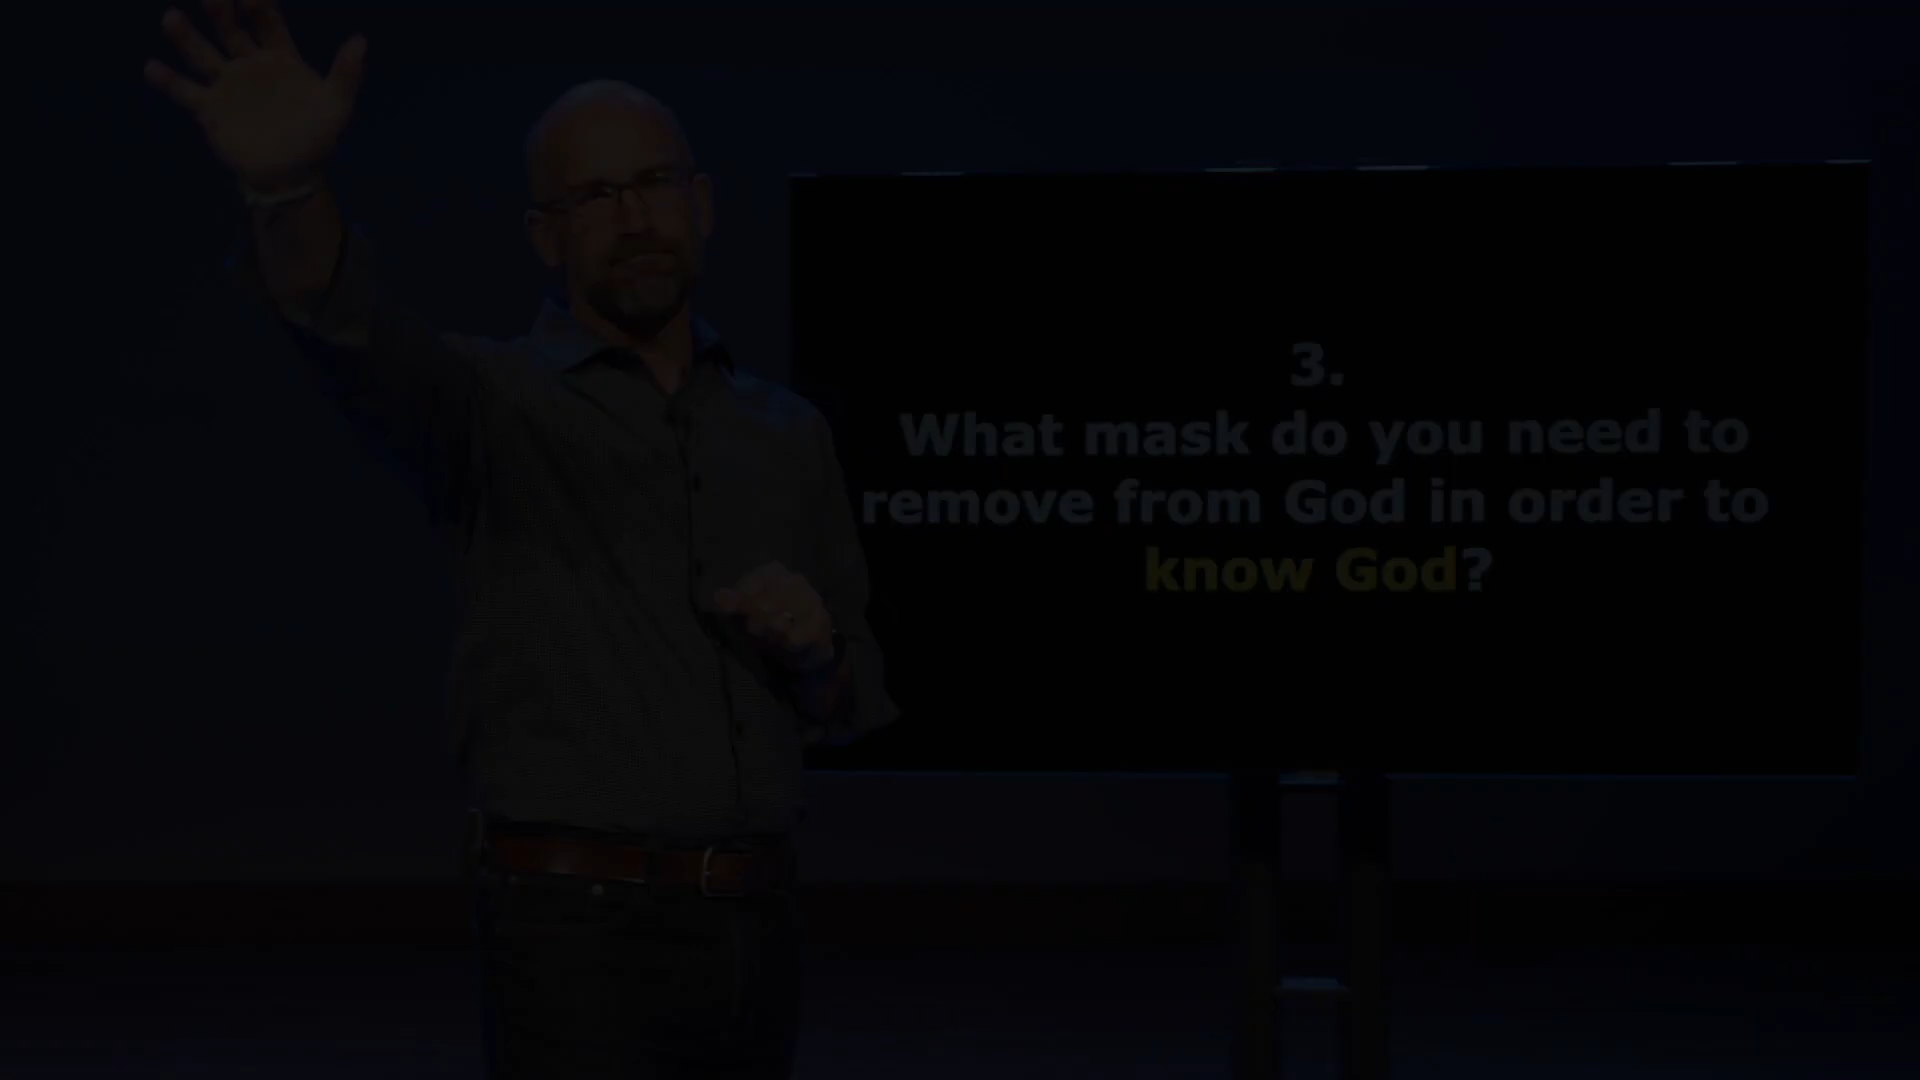 3.
What mask do you need to
remove from God in order to
know God?